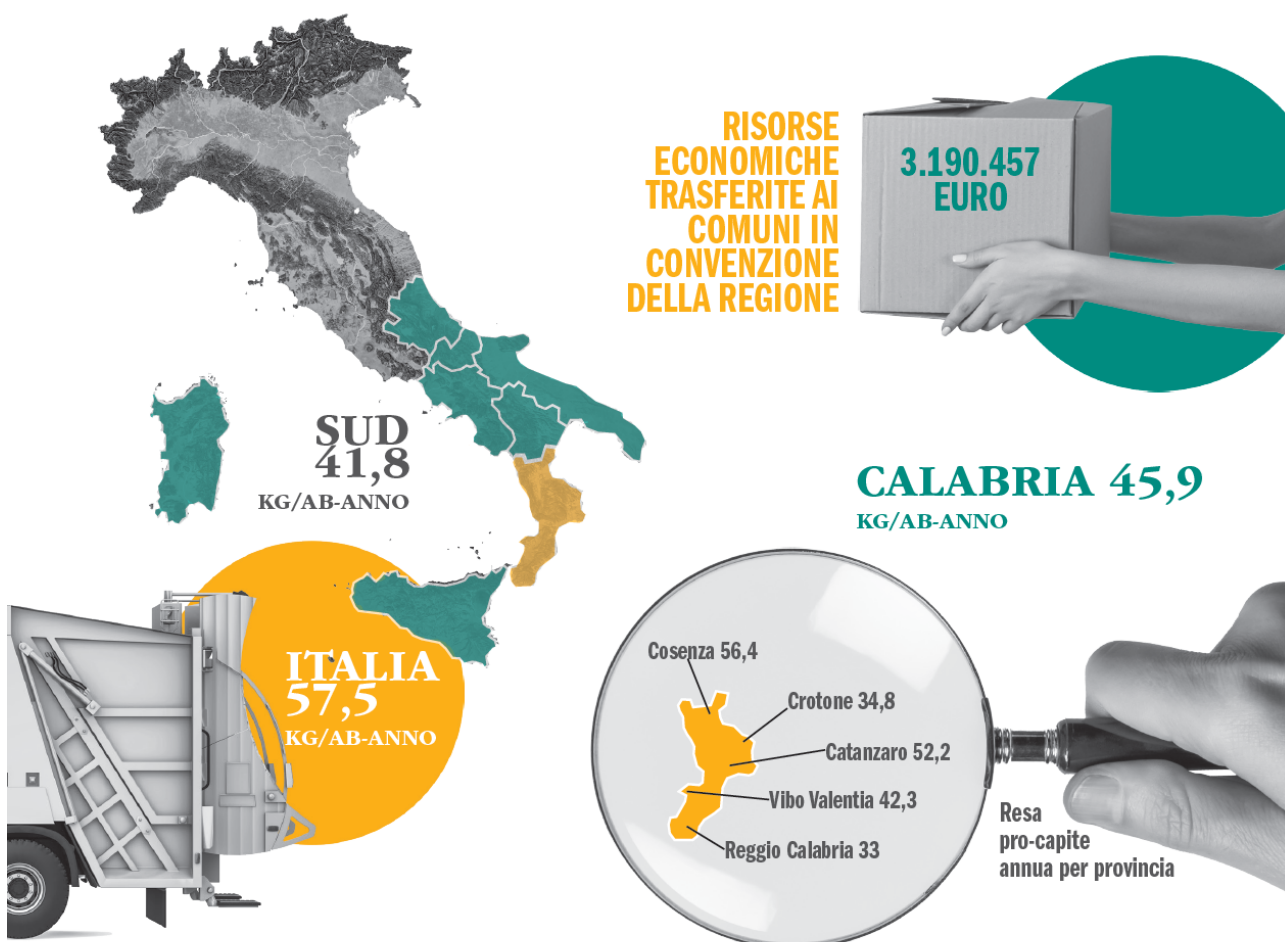 RISORSE
ECONOMICHE
TRASFERITE AI
COMUNI IN
CONVENZIONE
DELLA REGIONE
3.190.457
EURO
SUD
41,8
KG/AB-ANNO
CALABRIA 45,9
KG/AB-ANNO
ITALIA
57,5
KG/AB-ANNO
Cosenza 56,4
Crotone 34,8
Catanzaro 52,2
Vibo Valentia 42,3
Reggio Calabria 33
Resa
pro-capite
annua per provincia